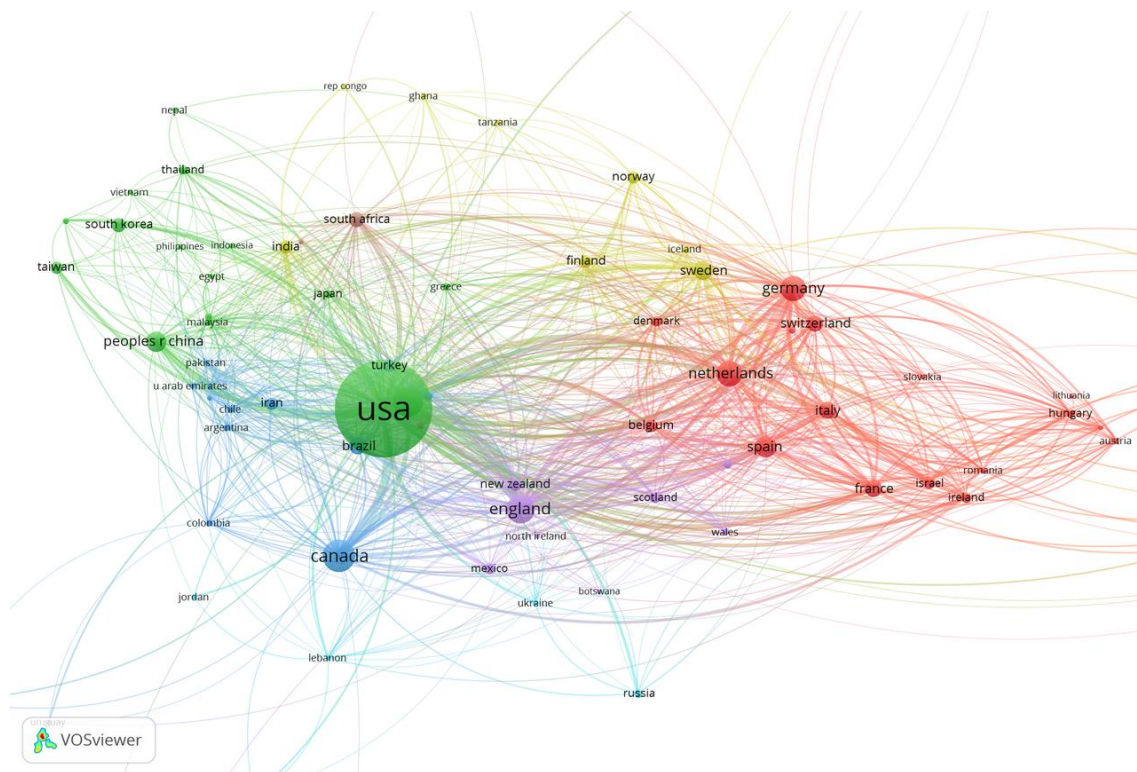 rep congo
ghana
nepal
tanzania
thailand
norway
vietnam
south africa
south korea
philippines
indonesia
india
iceland
taiwan
finland
sweden
egypt
greece
japan
germany
malaysia
denmark
switzerland
peoples r china
pakistan
turkey
netherlands
slovakia
u arab emirates
lithuania
iran
usa
chile
italy
hungary
argentina
belgium
austria
brazil
spain
romania
new zealand
israel
france
scotland
ireland
england
colombia
wales
north ireland
canada
mexico
botswana
jordan
ukraine
lebanon
russia
uruguay
VOSviewer